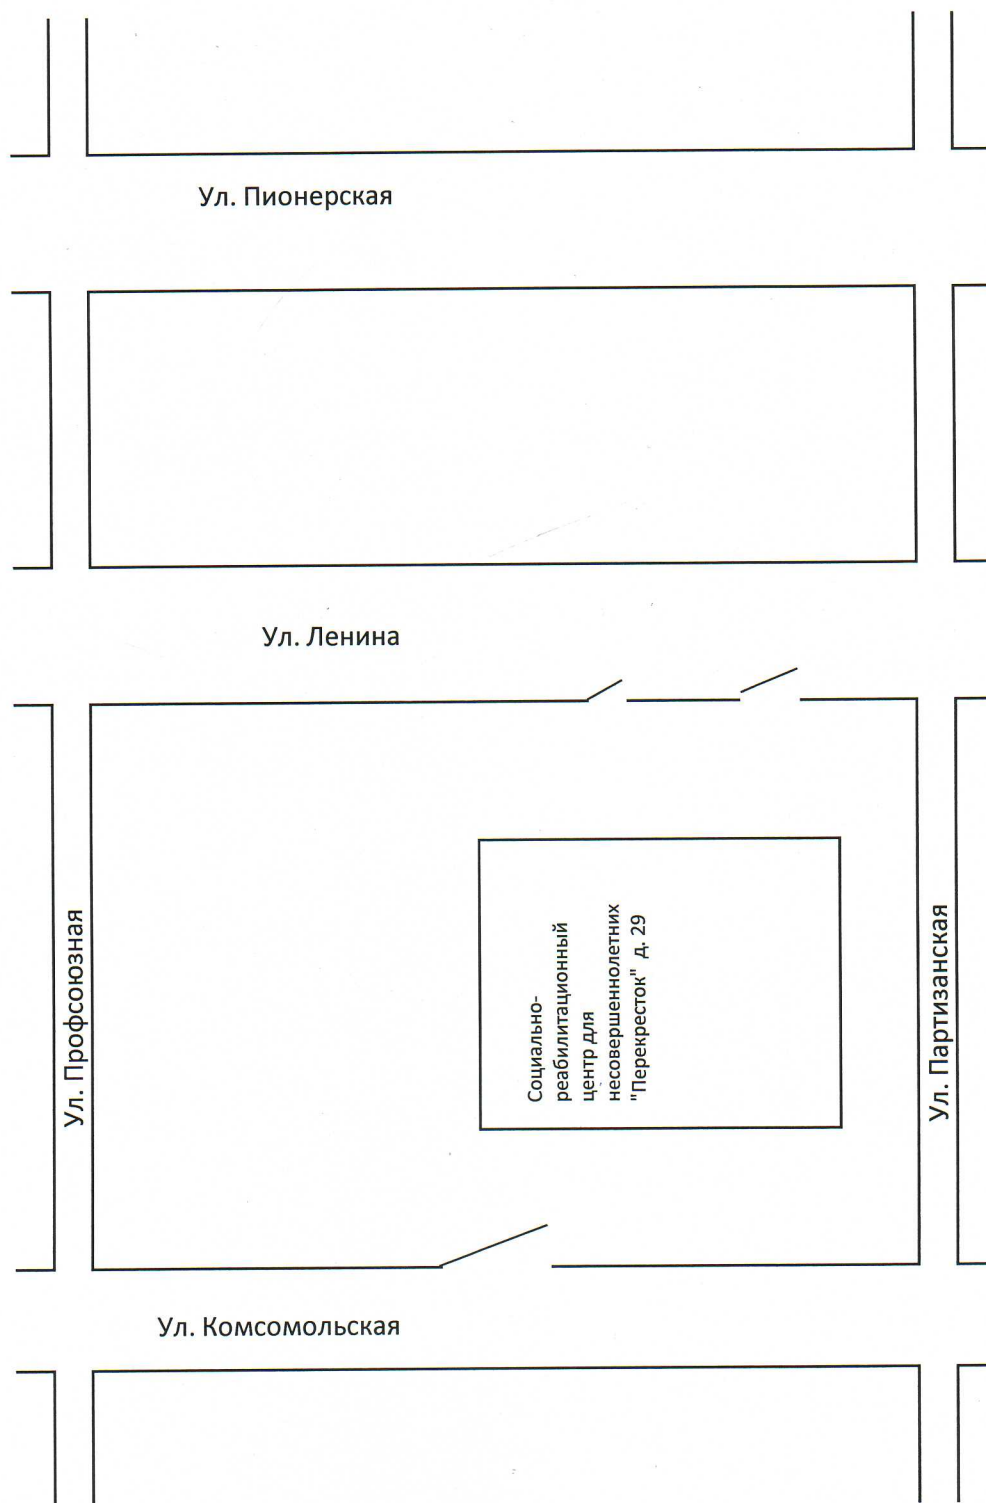 Ул. Пионерская
Ул. Ленина
Ул. Профсоюзная
Социально-
реабилитационный
центр для
несовершеннолетних
"Перекресток" д. 29
Ул. Партизанская
Ул. Комсомольская